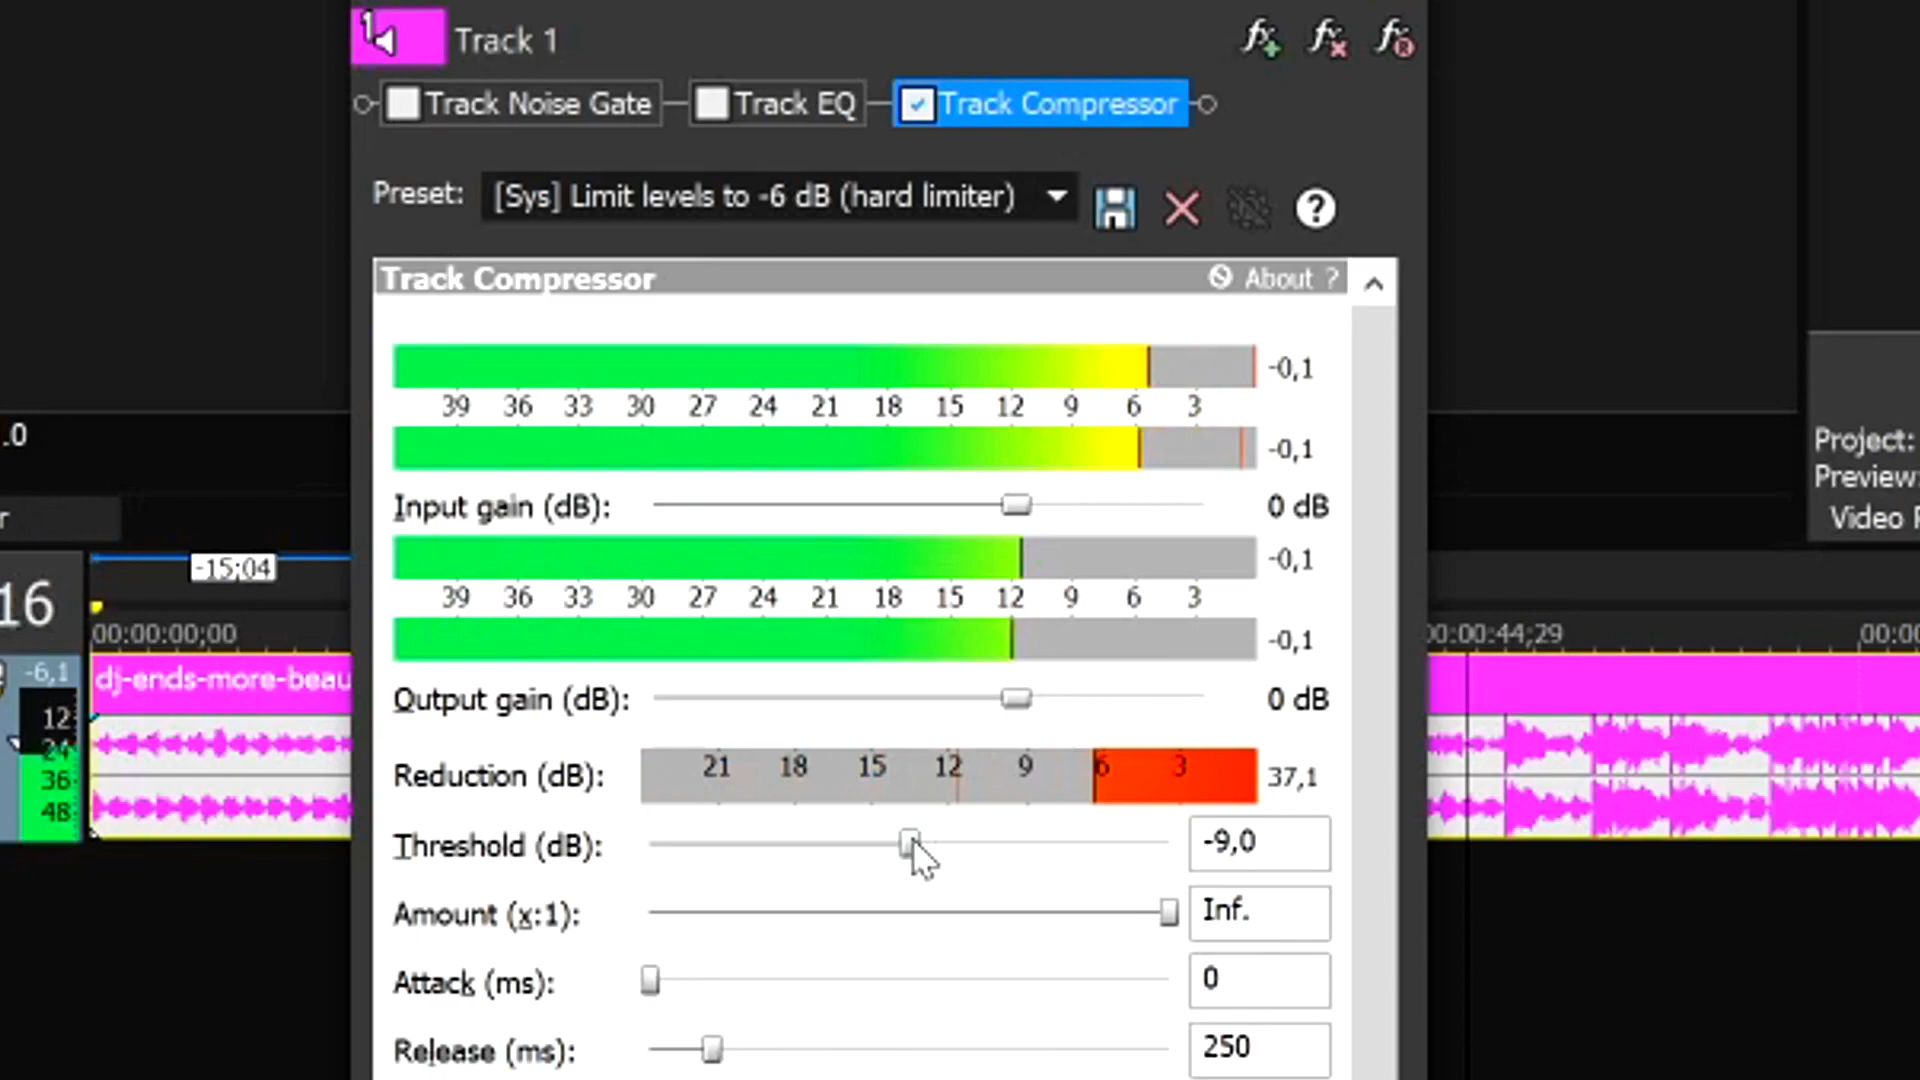 1
Track 1
Track Noise Gate
Track EQ
Track Compressor
Preset:
[Sys] Limit levels to -6 dB (hard limiter)
Track Compressor
About ?
-0,1
39 36 33 30 27 24 21 18 15 12 9 6 3
-0,1
Input gain (dB):
0 dB
-0,1
39 36 33 30 27 24 21 18 15 12 9 6 3
-0,1
Output gain (dB):
0 dB
Reduction (dB):
21 18 15 12 9 6 3
37,1
Threshold (dB):
-9,0
Amount (x:1):
Inf.
Attack (ms):
0
Release (ms):
250
.0
r
16
-15;04
00:00:00;00
-6,1
12
24
36
48
dj-ends-more-beau
Project:
Preview:
Video P
00:00:44;29
00:00